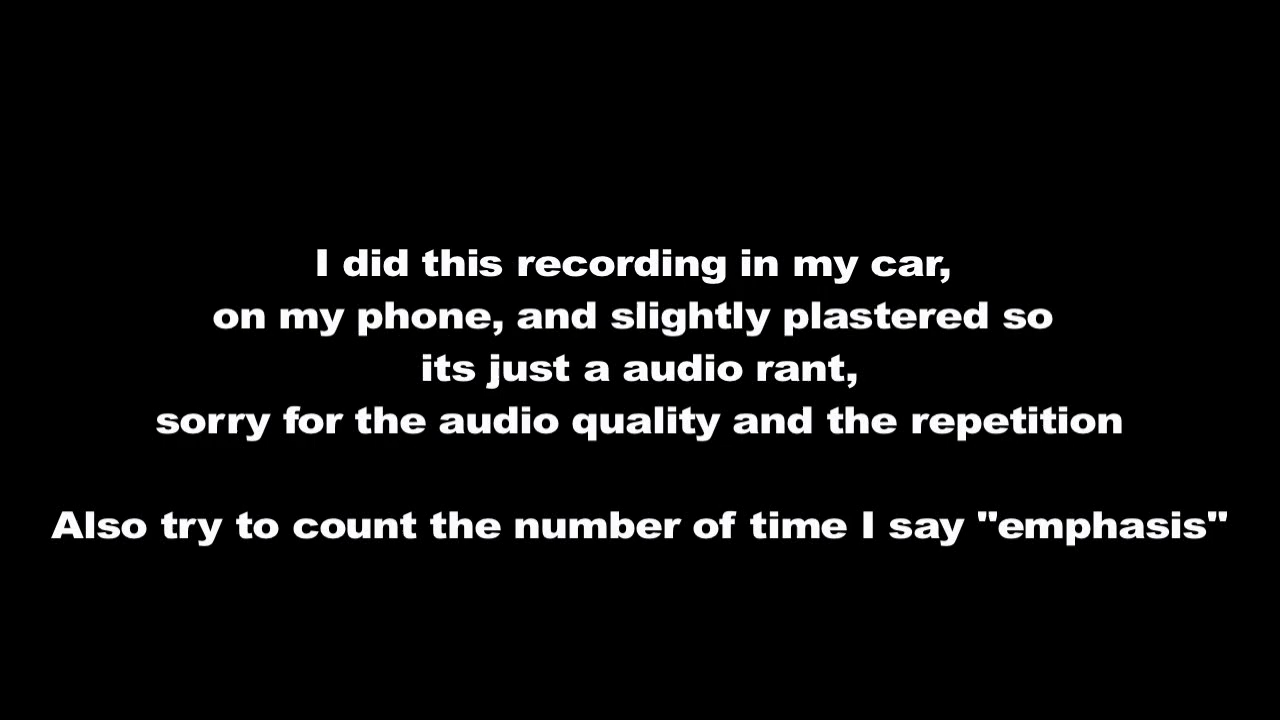 I did this recording in my car,
on my phone, and slightly plastered so
its just a audio rant,
sorry for the audio quality and the repetition
Also try to count the number of time I say "emphasis"